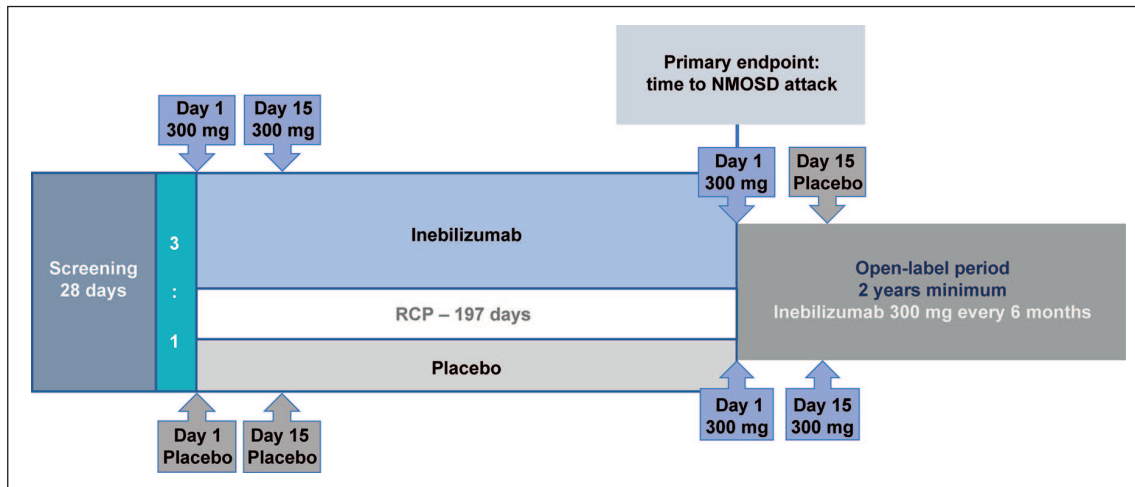 Primary endpoint:
time to NMOSD attack
Day 1
300 mg
Day 15
300 mg
Day 1
300 mg
Day 15
Placebo
Screening
28 days
3
:
1
Inebilizumab
RCP – 197 days
Placebo
Open-label period
2 years minimum
Inebilizumab 300 mg every 6 months
Day 1
Placebo
Day 15
Placebo
Day 1
300 mg
Day 15
300 mg